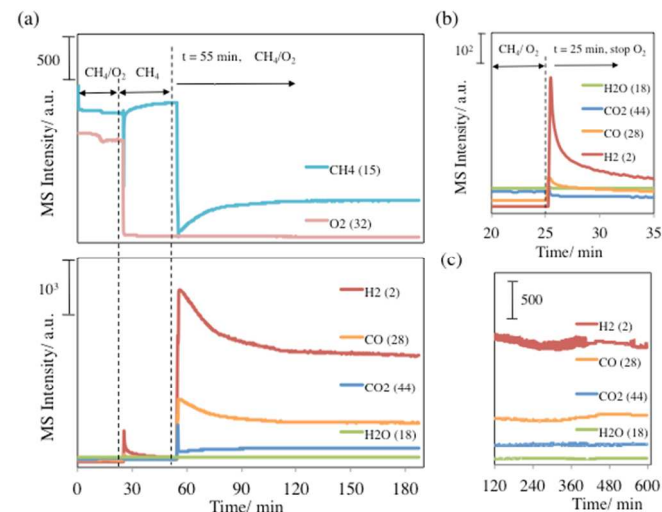 (a)
500
CH4/O2
CH4
t = 55 min, CH4/O2
MS Intensity/ a.u.
CH4 (15)
O2 (32)
10³
MS Intensity/ a.u.
H2 (2)
CO (28)
CO2 (44)
H2O (18)
0 30 60 90 120 150 180
Time/ min
(b)
10²
CH4/ O2
t = 25 min, stop O2
MS Intensity/ a.u.
H2O (18)
CO2 (44)
CO (28)
H2 (2)
20 25 30 35
Time/ min
(c)
500
MS Intensity/ a.u.
H2 (2)
CO (28)
CO2 (44)
H2O (18)
120 240 360 480 600
Time/ min